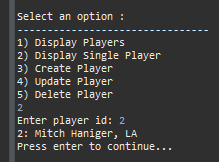 Select an option :
---------------------------------
1) Display Players
2) Display Single Player
3) Create Player
4) Update Player
5) Delete Player
2
Enter player id: 2
2: Mitch Haniger, LA
Press enter to continue...